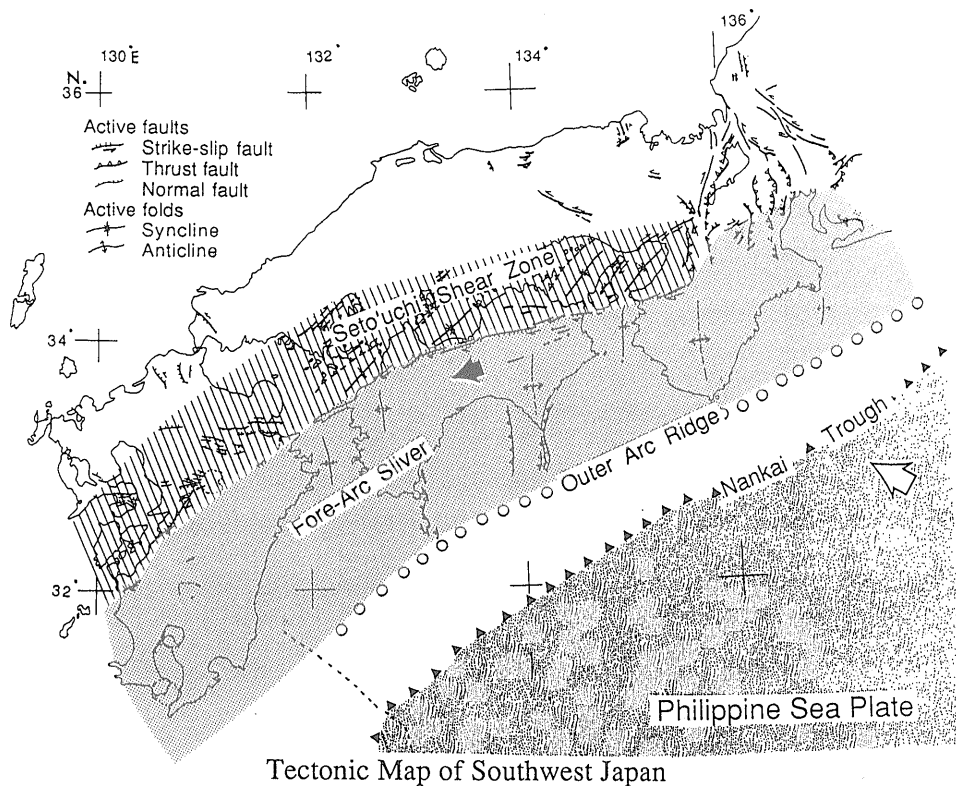 136°
130°E
132°
134°
N.
36
Active faults
Strike-slip fault
Thrust fault
Normal fault
Active folds
Syncline
Anticline
Seto'uchi Shear Zone
34°
Fore-Arc Sliver
Outer Arc Ridge
Nankai Trough
32°
Philippine Sea Plate
Tectonic Map of Southwest Japan